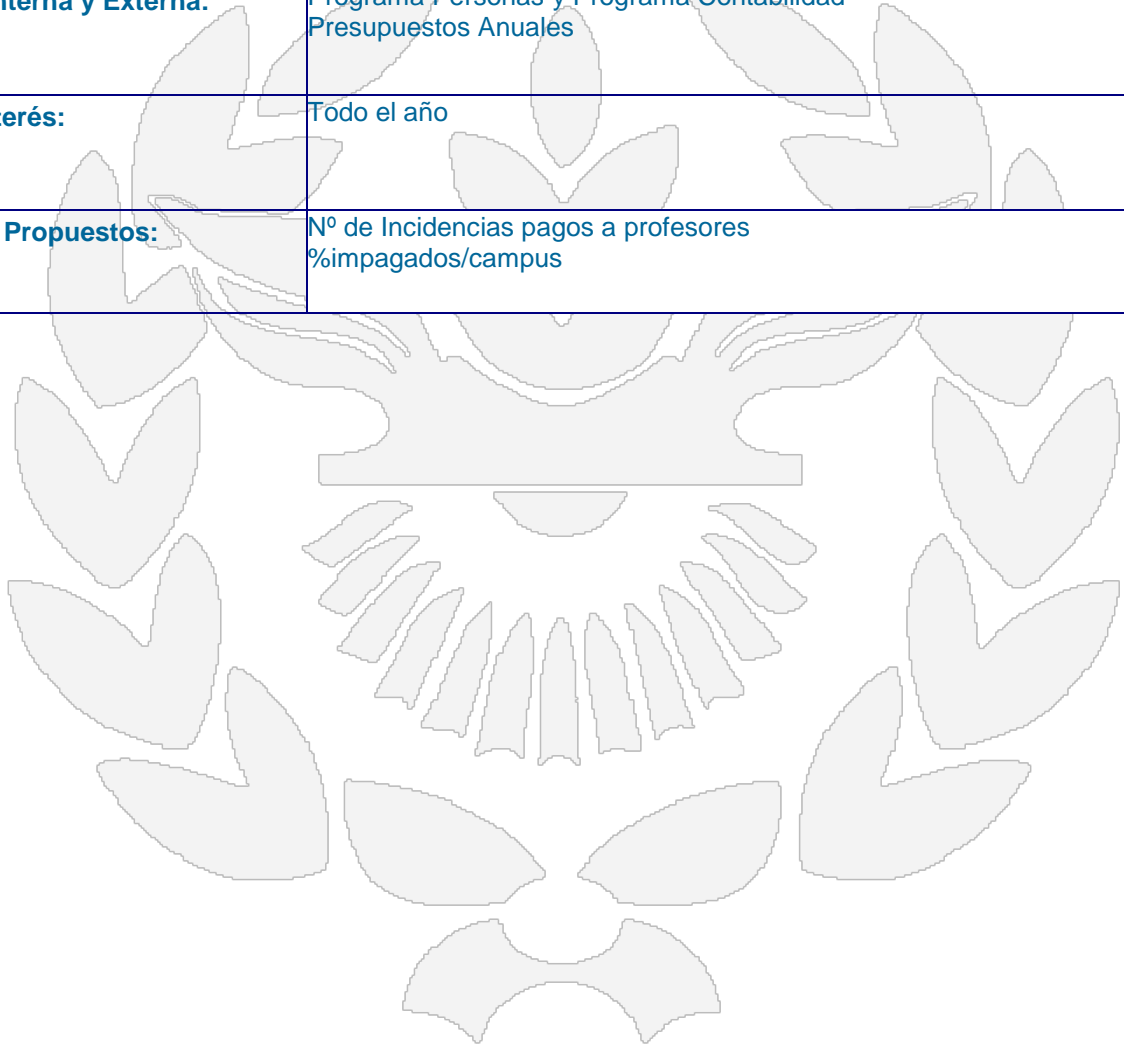 nterna y Externa:
Programa Personas y Programa Contabilidad
Presupuestos Anuales
terés:
Todo el año
Propuestos:
Nº de Incidencias pagos a profesores
%impagados/campus